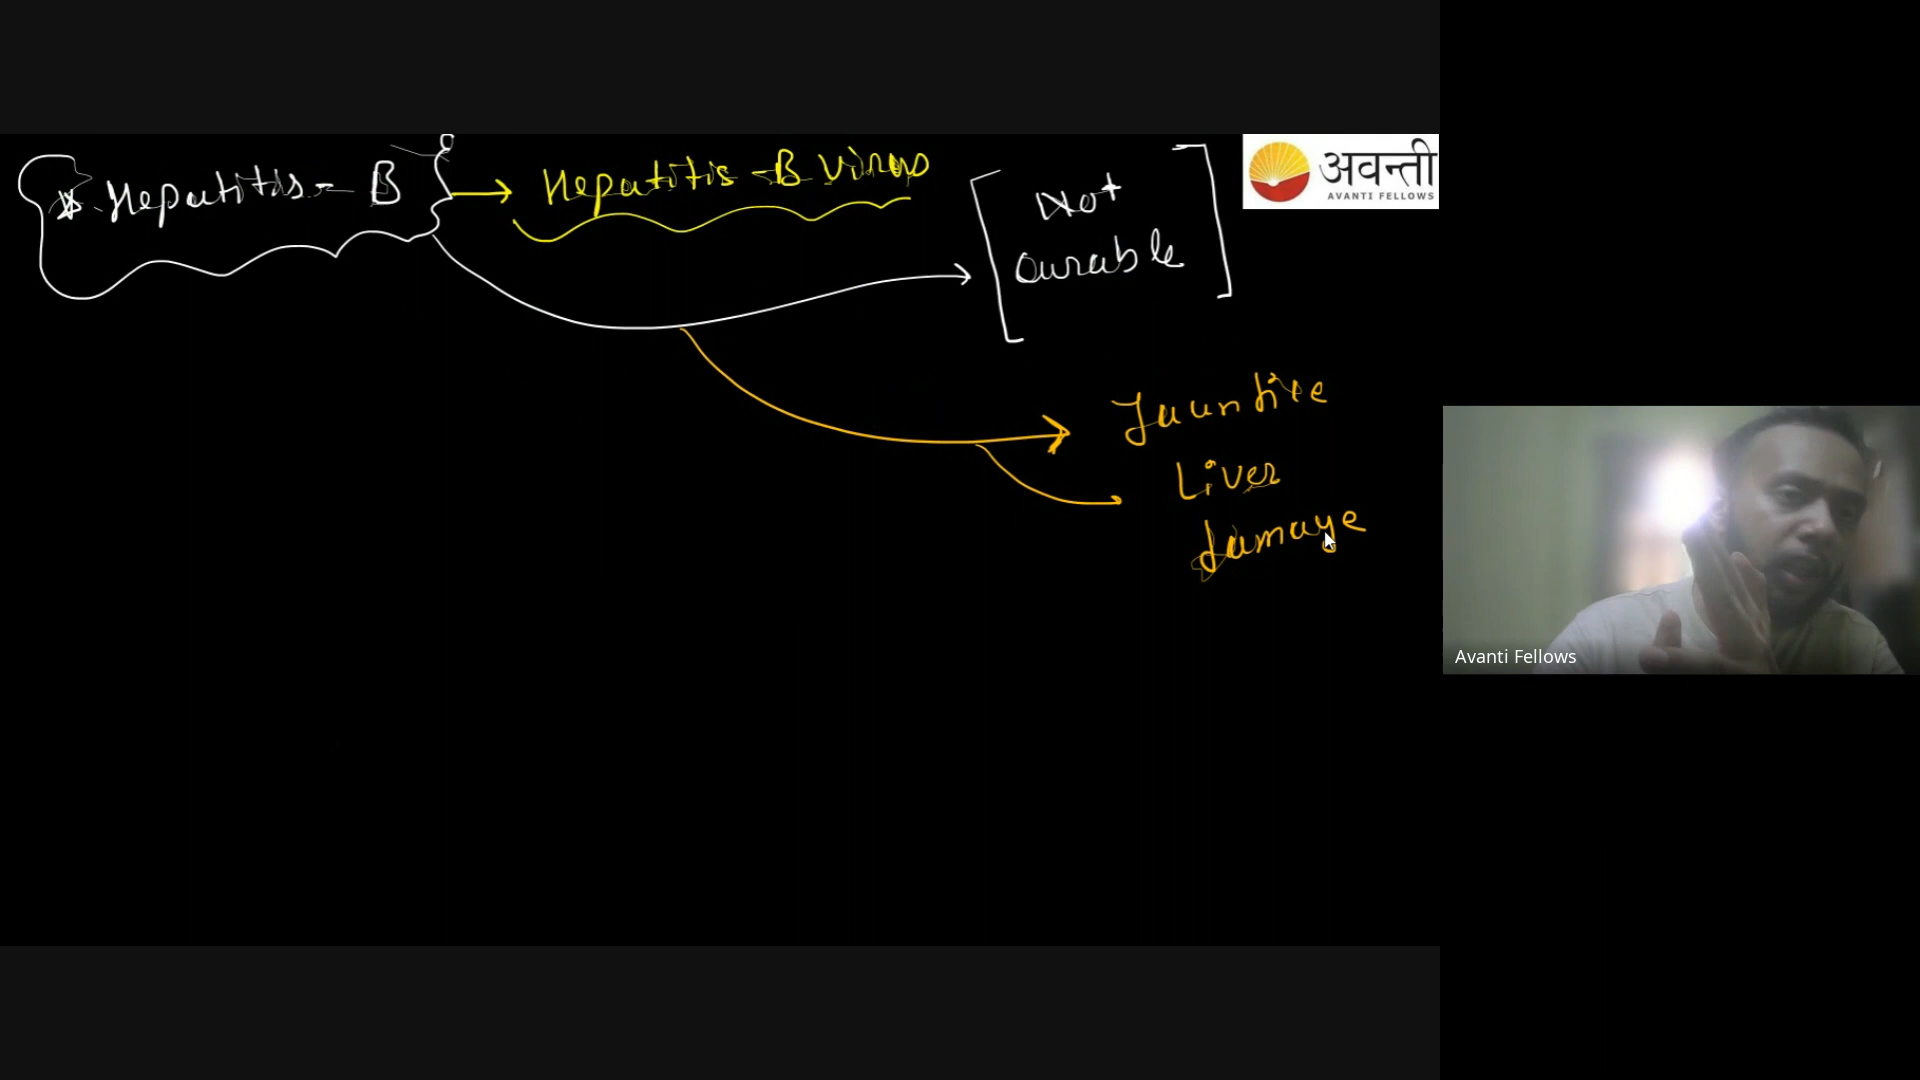 * Hepatitis - B → Hepatitis - B virus
Not
Curable
Jaundice
Liver
damage
अवन्ती
AVANTI FELLOWS
Avanti Fellows